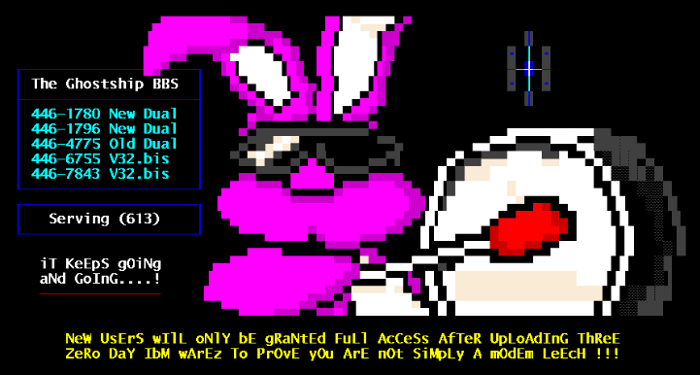 The Ghostship BBS
446-1780 New Dual
446-1796 New Dual
446-4775 Old Dual
446-6755 V32.bis
446-7843 V32.bis
Serving (613)
iT KeEpS gOiNg
aNd GoInG....!
NeW UsErS wIlL oNlY bE gRaNtEd FuLl AcCeSs AfTeR UpLoAdInG ThReE
ZeRo DaY IbM wArEz To PrOvE yOu ArE nOt SiMpLy A mOdEm LeEcH !!!